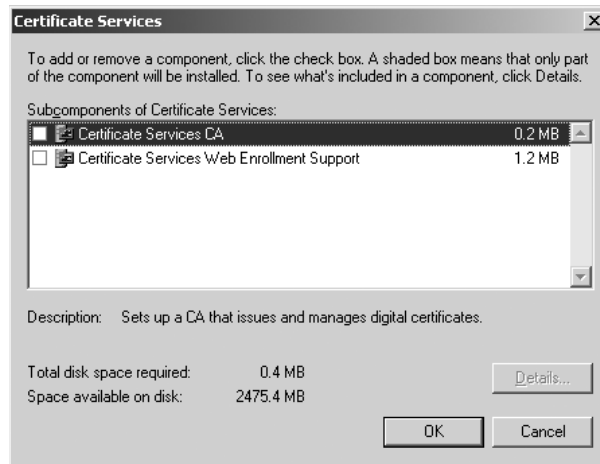 Certificate Services
To add or remove a component, click the check box. A shaded box means that only part
of the component will be installed. To see what's included in a component, click Details.
Subcomponents of Certificate Services:
Certificate Services CA 0.2 MB
Certificate Services Web Enrollment Support 1.2 MB
Description: Sets up a CA that issues and manages digital certificates.
Total disk space required: 0.4 MB
Space available on disk: 2475.4 MB
Details...
OK Cancel